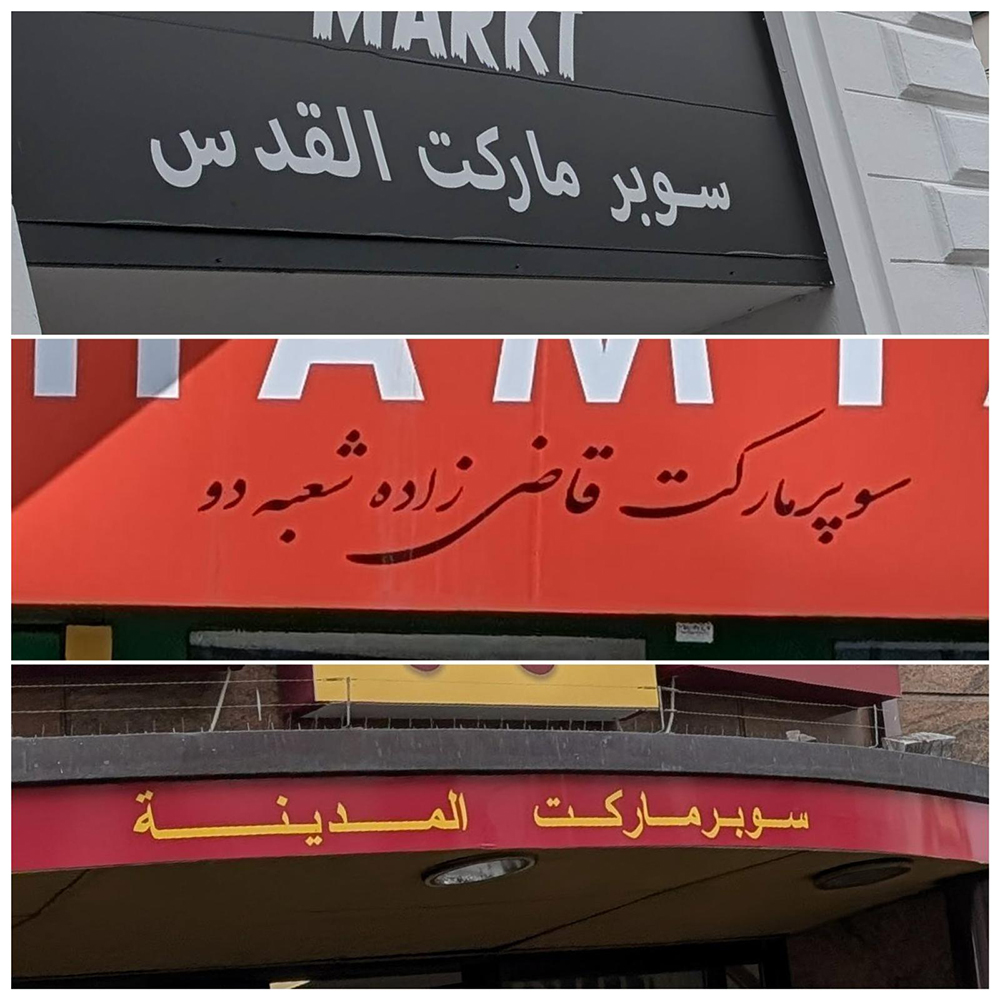 MARKT
سوبر ماركت القدس
سوپرمارکت قاضی زاده شعبه دو
سوبرماركت المدينة